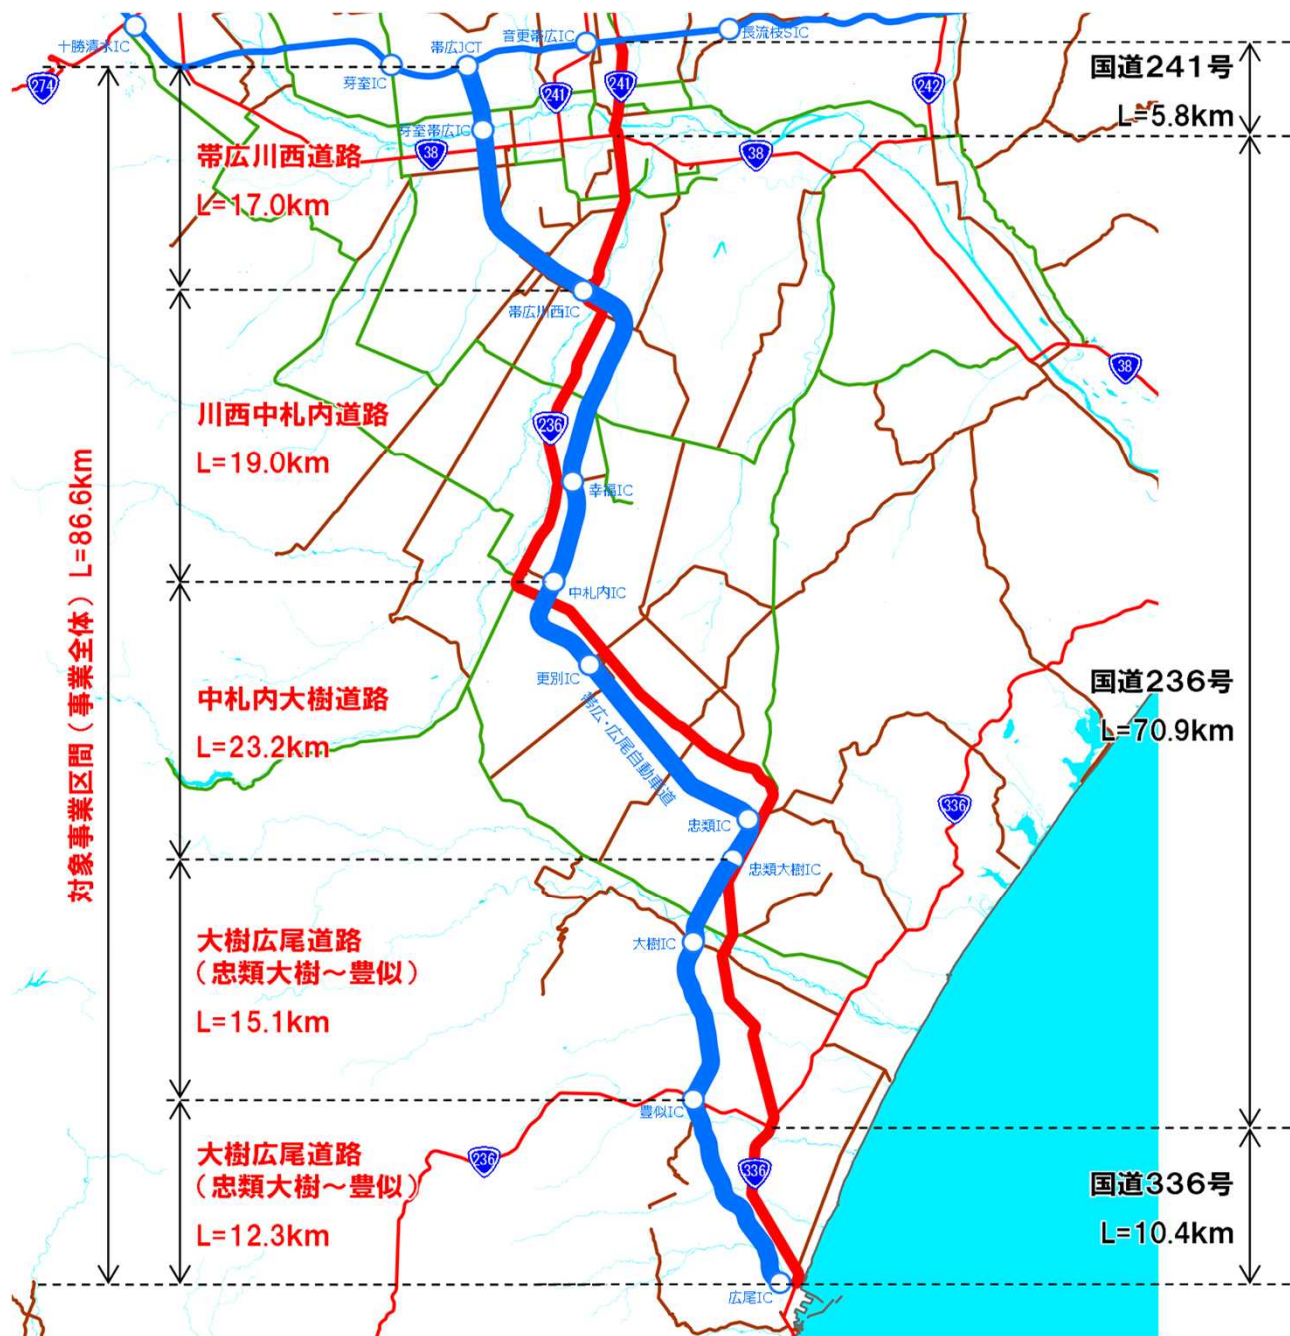 十勝清水IC
芽室IC
帯広JCT
音更帯広IC
長流枝SIC
国道241号
L=5.8km
274
241
241
242
芽室帯広IC
38
38
帯広川西道路
L=17.0km
帯広川西IC
38
川西中札内道路
L=19.0km
236
幸福IC
対象事業区間(事業全体) L=86.6km
中札内IC
更別IC
中札内大樹道路
L=23.2km
帯広・広尾自動車道
国道236号
L=70.9km
忠類IC
336
忠類大樹IC
大樹広尾道路
(忠類大樹~豊似)
L=15.1km
大樹IC
豊似IC
大樹広尾道路
(忠類大樹~豊似)
L=12.3km
236
336
国道336号
L=10.4km
広尾IC